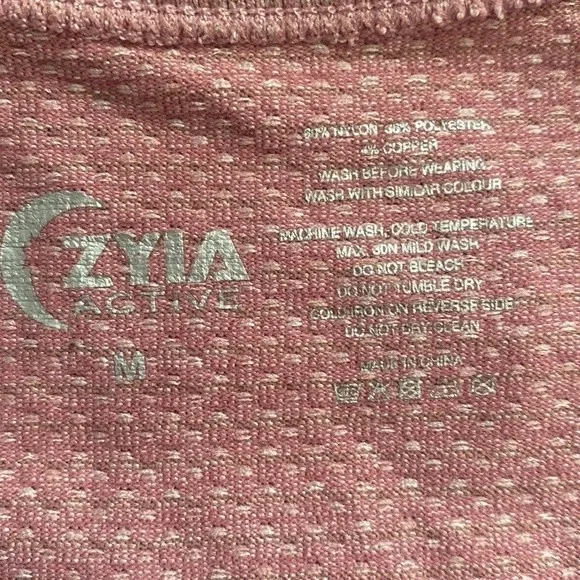 ZYIA
ACTIVE
M
60% NYLON 36% POLYESTER
4% COPPER
WASH BEFORE WEARING
WASH WITH SIMILAR COLOUR
MACHINE WASH, COLD TEMPERATURE
MAX. 30N MILD WASH
DO NOT BLEACH
DO NOT TUMBLE DRY
COLD IRON ON REVERSE SIDE
DO NOT DRY CLEAN
MADE IN CHINA